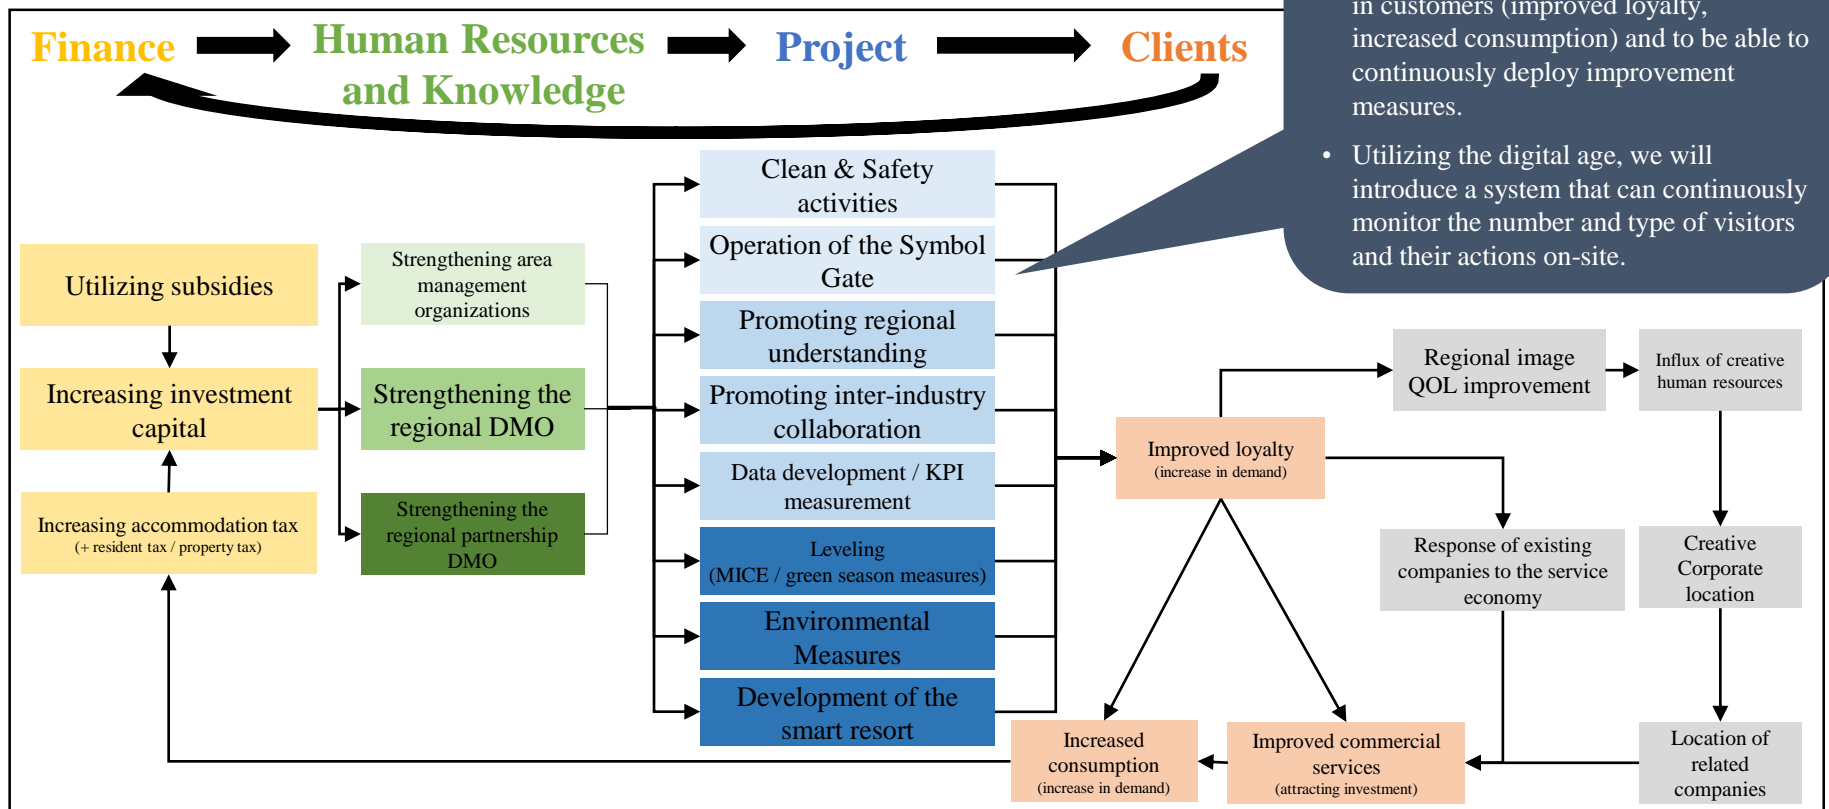 in customers (improved loyalty,
increased consumption) and to be able to
continuously deploy improvement
measures.
• Utilizing the digital age, we will
introduce a system that can continuously
monitor the number and type of visitors
and their actions on-site.
Finance
Human Resources
and Knowledge
Project
Clients
Utilizing subsidies
Increasing investment
capital
Increasing accommodation tax
(+ resident tax / property tax)
Strengthening area
management
organizations
Strengthening the
regional DMO
Strengthening the
regional partnership
DMO
Clean & Safety
activities
Operation of the Symbol
Gate
Promoting regional
understanding
Promoting inter-industry
collaboration
Data development / KPI
measurement
Leveling
(MICE / green season measures)
Environmental
Measures
Development of the
smart resort
Improved loyalty
(increase in demand)
Increased
consumption
(increase in demand)
Improved commercial
services
(attracting investment)
Regional image
QOL improvement
Influx of creative
human resources
Response of existing
companies to the service
economy
Creative
Corporate
location
Location of
related
companies